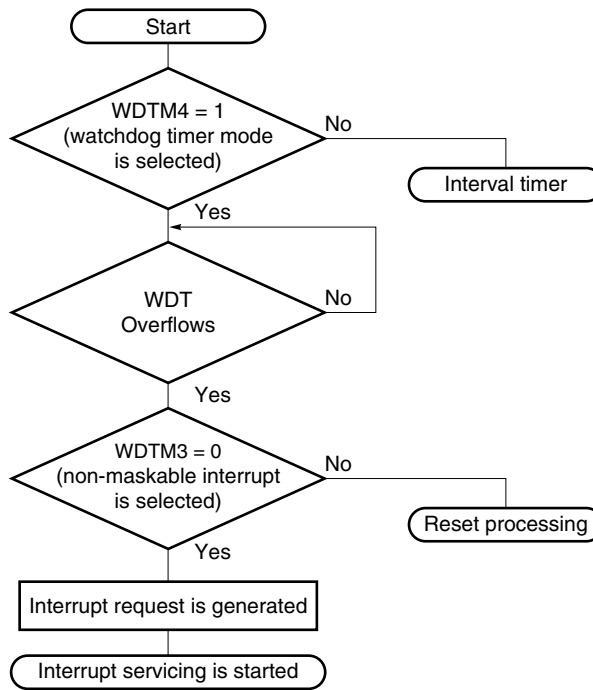 Start
WDTM4 = 1
(watchdog timer mode
is selected)
No
Interval timer
Yes
WDT
Overflows
No
Yes
WDTM3 = 0
(non-maskable interrupt
is selected)
No
Reset processing
Yes
Interrupt request is generated
Interrupt servicing is started